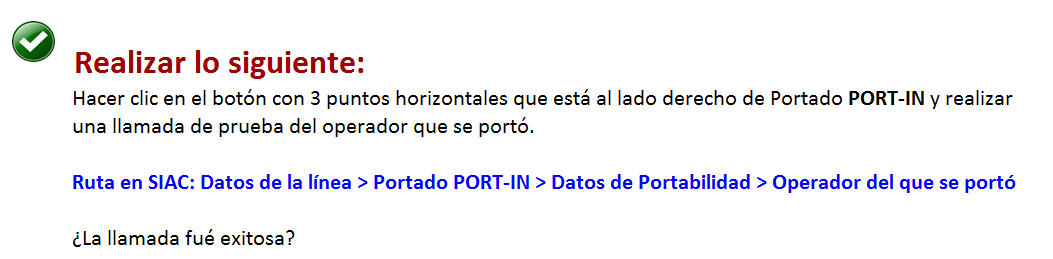 Realizar lo siguiente:
Hacer clic en el botón con 3 puntos horizontales que está al lado derecho de Portado PORT-IN y realizar
una llamada de prueba del operador que se portó.
Ruta en SIAC: Datos de la línea > Portado PORT-IN > Datos de Portabilidad > Operador del que se portó
¿La llamada fué exitosa?